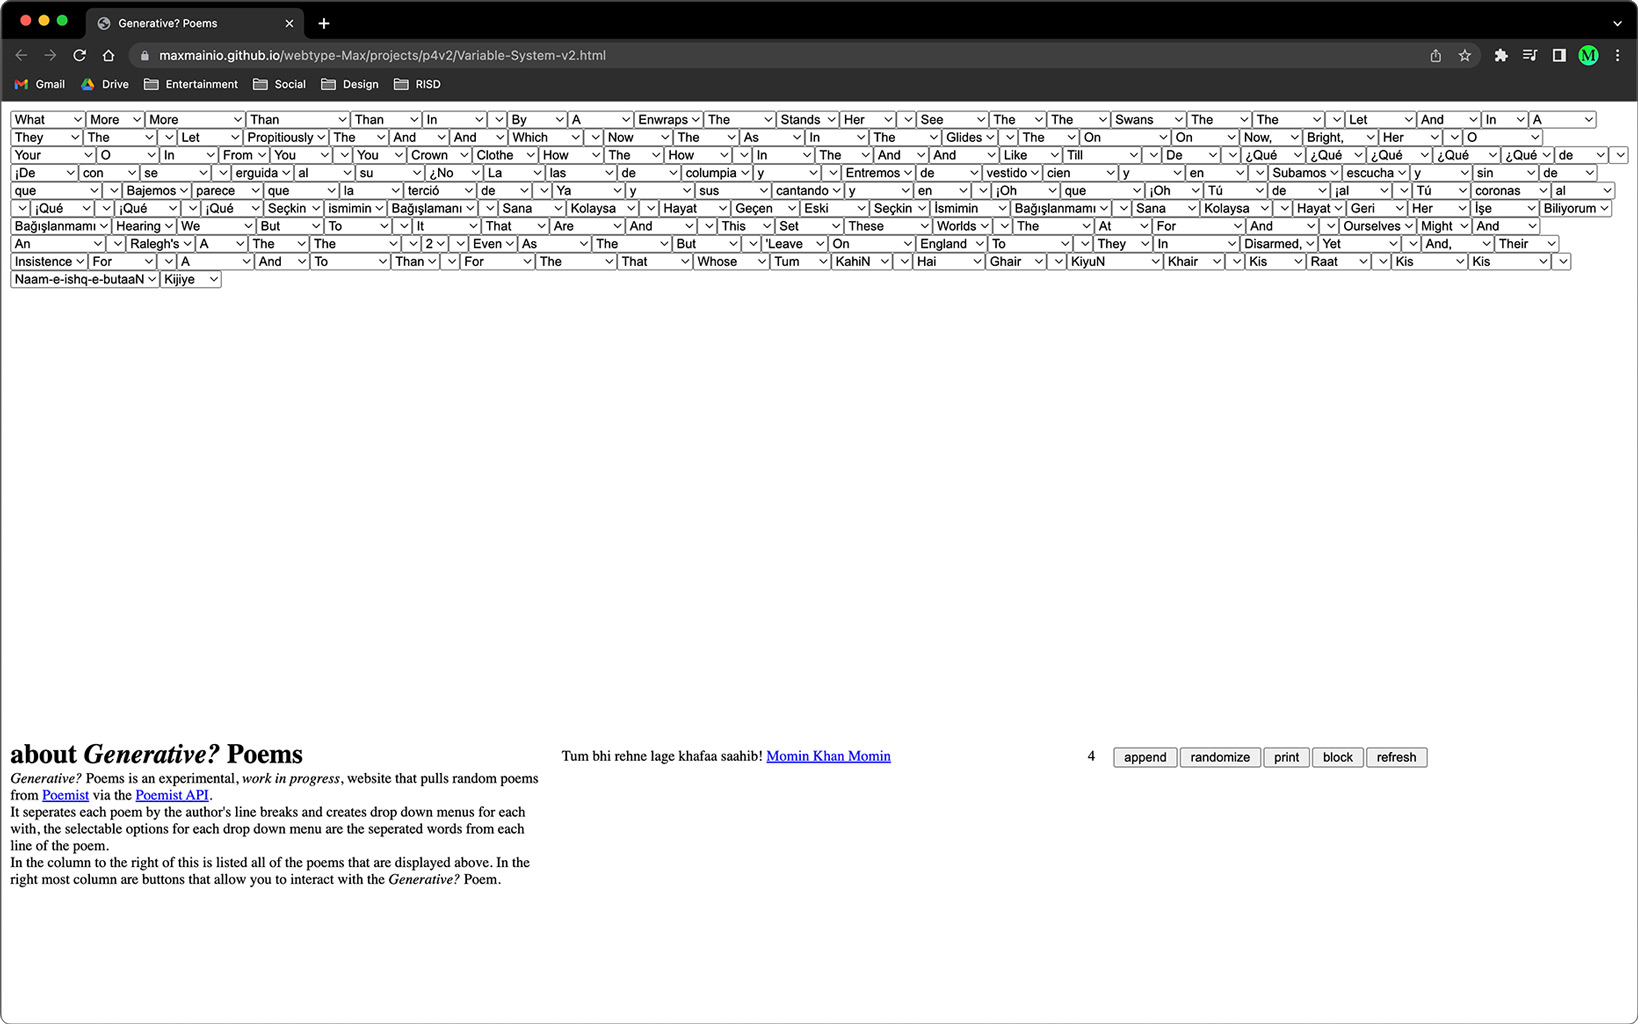 Generative? Poems
maxmainio.github.io/webtype-Max/projects/p4v2/Variable-System-v2.html
M
Gmail Drive Entertainment Social Design RISD
What More More Than Than In By A Enwraps The Stands Her See The The Swans The The Let And In A
They The Let Propitiously The And And Which Now The As In The Glides The On On Now, Bright, Her O
Your O In From You You Crown Clothe How The How In The And And Like Till De ¿Qué ¿Qué ¿Qué ¿Qué ¿Qué de
¡De con se erguida al su ¿No La las de columpia y Entremos de vestido cien y en Subamos escucha y sin de
que Bajemos parece que la terció de Ya y sus cantando y en ¡Oh que ¡Oh Tú de ¡al Tú coronas al
¡Qué ¡Qué ¡Qué Seçkin ismimin Bağışlamanı Sana Kolaysa Hayat Geçen Eski Seçkin İsmimin Bağışlanmamı Sana Kolaysa Hayat Geri Her İşe Biliyorum
Bağışlanmamı Hearing We But To It That Are And This Set These Worlds The At For And Ourselves Might And
An Ralegh's A The The 2 Even As The But 'Leave On England To They In Disarmed, Yet And, Their
Insistence For A And To Than For The That Whose Tum KahiN Hai Ghair KiyuN Khair Kis Raat Kis Kis
Naam-e-ishq-e-butaaN Kijiye
about Generative? Poems
Generative? Poems is an experimental, work in progress, website that pulls random poems
from Poemist via the Poemist API.
It seperates each poem by the author's line breaks and creates drop down menus for each
with, the selectable options for each drop down menu are the seperated words from each
line of the poem.
In the column to the right of this is listed all of the poems that are displayed above. In the
right most column are buttons that allow you to interact with the Generative? Poem.
Tum bhi rehne lage khafaa saahib! Momin Khan Momin
4 append randomize print block refresh